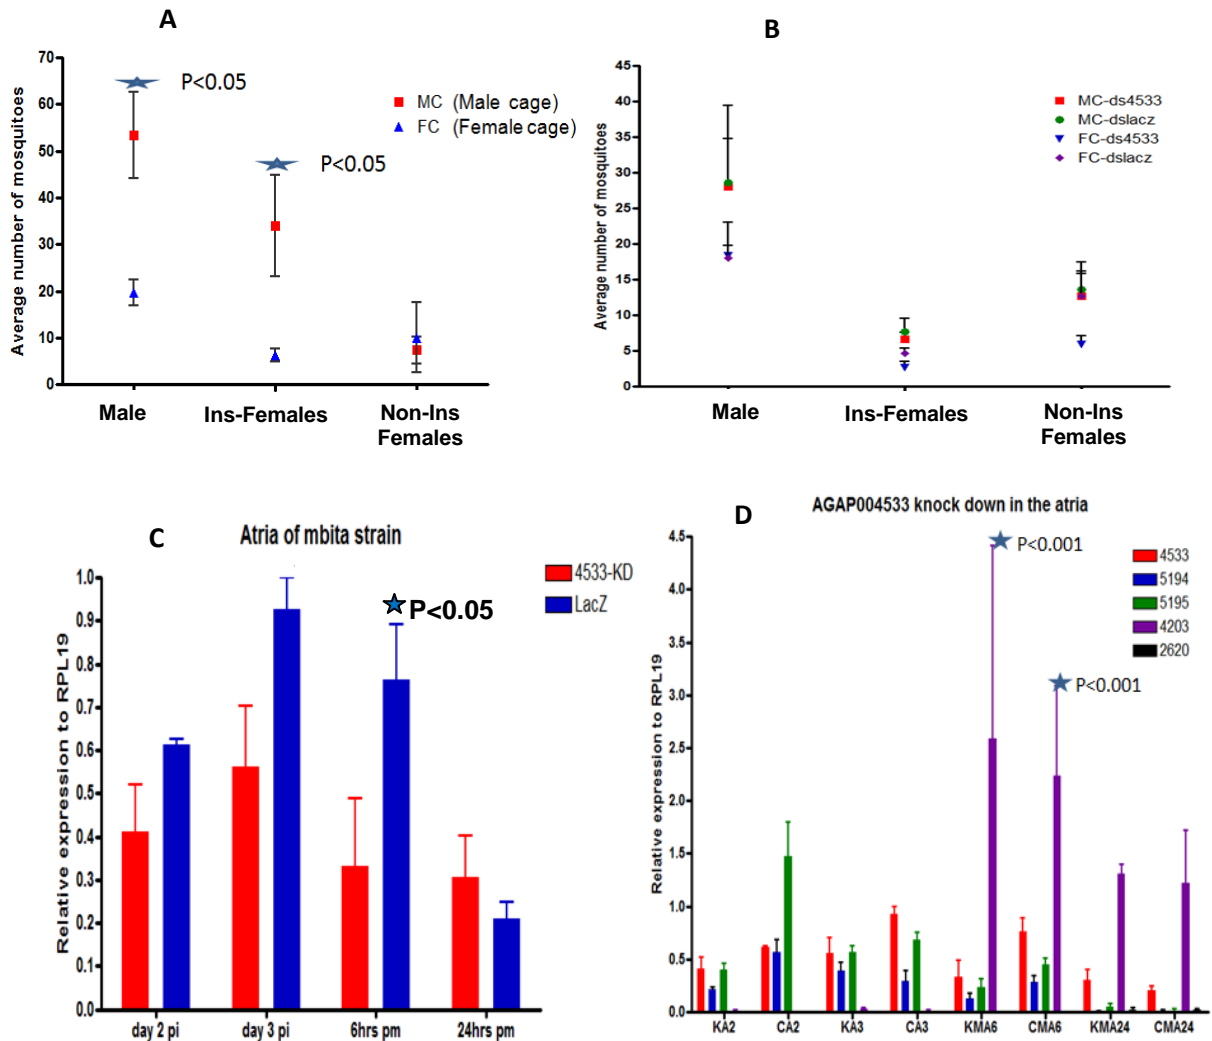 A
70
60
50
40
30
20
10
0
Average number of mosquitoes
P<0.05
P<0.05
MC (Male cage)
FC (Female cage)
Male
Ins-Females
Non-Ins
Females
B
45
40
35
30
25
20
15
10
5
0
Average number of mosquitoes
MC-ds4533
MC-dslacz
FC-ds4533
FC-dslacz
Male
Ins-Females
Non-Ins
Females
C
Atria of mbita strain
1.0
0.9
0.8
0.7
0.6
0.5
0.4
0.3
0.2
0.1
0.0
Relative expression to RPL19
4533-KD
LacZ
P<0.05
day 2 pi
day 3 pi
6hrs pm
24hrs pm
D
AGAP004533 knock down in the atria
4.5
4.0
3.5
3.0
2.5
2.0
1.5
1.0
0.5
0.0
Relative expression to RPL19
P<0.001
P<0.001
4533
5194
5195
4203
2620
KA2
CA2
KA3
CA3
KMA6
CMA6
KMA24
CMA24